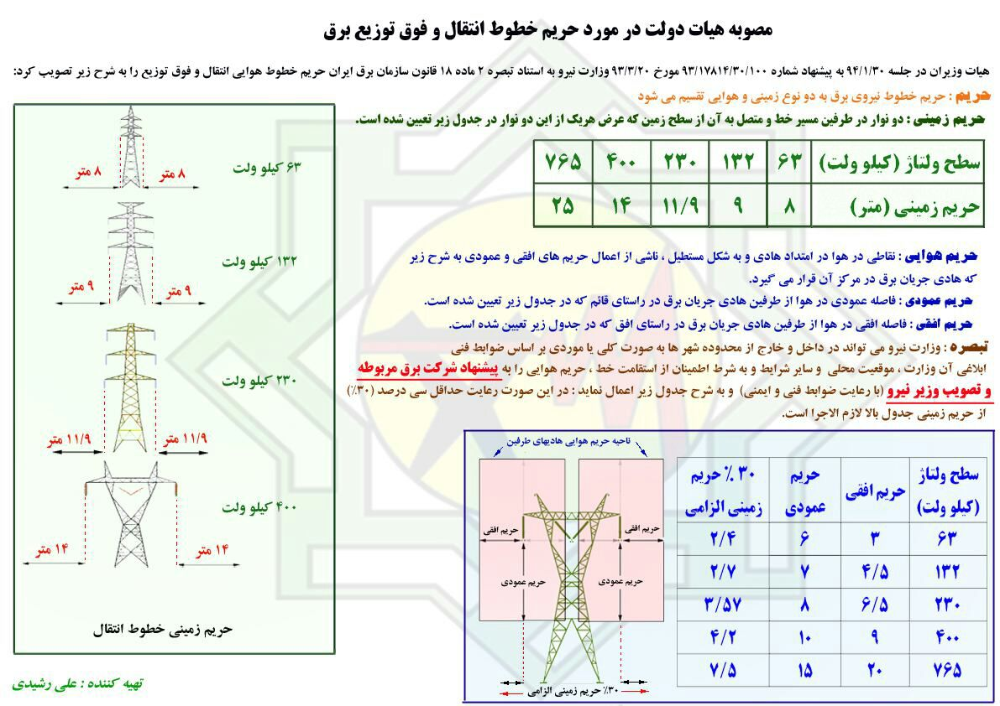 مصوبه هیات دولت در مورد حریم خطوط انتقال و فوق توزیع برق
هیات وزیران در جلسه ۹۴/۱/۳۰ به پیشنهاد شماره ۹۳/۱۷۸۱۴/۳۰/۱۰۰ مورخ ۹۳/۳/۲۰ وزارت نیرو به استناد تبصره ۲ ماده ۱۸ قانون سازمان برق ایران حریم خطوط هوایی انتقال و فوق توزیع را به شرح زیر تصویب کرد:
حریم : حریم خطوط نیروی برق به دو نوع زمینی و هوایی تقسیم می شود
حریم زمینی : دو نوار در طرفین مسیر خط و متصل به آن از سطح زمین که عرض هریک از این دو نوار در جدول زیر تعیین شده است.
سطح ولتاژ (کیلو ولت) ۶۳ ۱۳۲ ۲۳۰ ۴۰۰ ۷۶۵
حریم زمینی (متر) ۸ ۹ ۱۱/۹ ۱۴ ۲۵
حریم هوایی : نقاطی در هوا در امتداد هادی و به شکل مستطیل ، ناشی از اعمال حریم های افقی و عمودی به شرح زیر
که هادی جریان برق در مرکز آن قرار می گیرد.
حریم عمودی : فاصله عمودی در هوا از طرفین هادی جریان برق در راستای قائم که در جدول زیر تعیین شده است.
حریم افقی : فاصله افقی در هوا از طرفین هادی جریان برق در راستای افق که در جدول زیر تعیین شده است.
تبصره : وزارت نیرو می تواند در داخل و خارج از محدوده شهر ها به صورت کلی یا موردی بر اساس ضوابط فنی
ابلاغی آن وزارت ، موقعیت محلی و سایر شرایط و به شرط اطمینان از استقامت خط ، حریم هوایی را به پیشنهاد شرکت برق مربوطه
و تصویب وزیر نیرو (با رعایت ضوابط فنی و ایمنی) و به شرح جدول زیر اعمال نماید : در این صورت رعایت حداقل سی درصد (۳۰٪)
از حریم زمینی جدول بالا لازم الاجرا است.
سطح ولتاژ (کیلو ولت) حریم افقی حریم عمودی ۳۰ ٪ حریم زمینی الزامی
۶۳ ۳ ۶ ۲/۴
۱۳۲ ۴/۵ ۷ ۲/۷
۲۳۰ ۶/۵ ۸ ۳/۵۷
۴۰۰ ۹ ۱۰ ۴/۲
۷۶۵ ۲۰ ۱۵ ۷/۵
ناحیه حریم هوایی هادیهای طرفین
حریم افقی حریم افقی
حریم عمودی حریم عمودی
۳۰٪ حریم زمینی الزامی
۶۳ کیلو ولت
۸ متر ۸ متر
۱۳۲ کیلو ولت
۹ متر ۹ متر
۲۳۰ کیلو ولت
۱۱/۹ متر ۱۱/۹ متر
۴۰۰ کیلو ولت
۱۴ متر ۱۴ متر
حریم زمینی خطوط انتقال
تهیه کننده : علی رشیدی